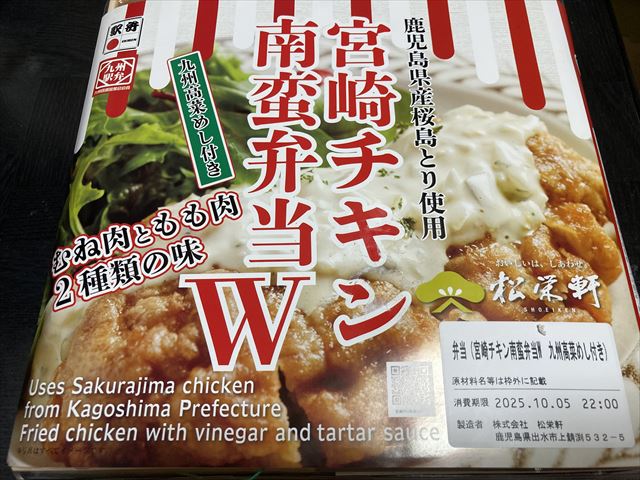 駅弁
九州駅弁
鹿児島県産桜島とり使用
宮崎チキン
南蛮弁当W
九州高菜めし付き
むね肉ともも肉
2種類の味
おいしいは、しあわせ。
松栄軒
SHOEIKEN
Uses Sakurajima chicken
from Kagoshima Prefecture
Fried chicken with vinegar and tartar sauce
弁当（宮崎チキン南蛮弁当W 九州高菜めし付き）
原材料名等は枠外に記載
消費期限 2025.10.05 22:00
製造者 株式会社 松栄軒
鹿児島県出水市上鯖渕532-5